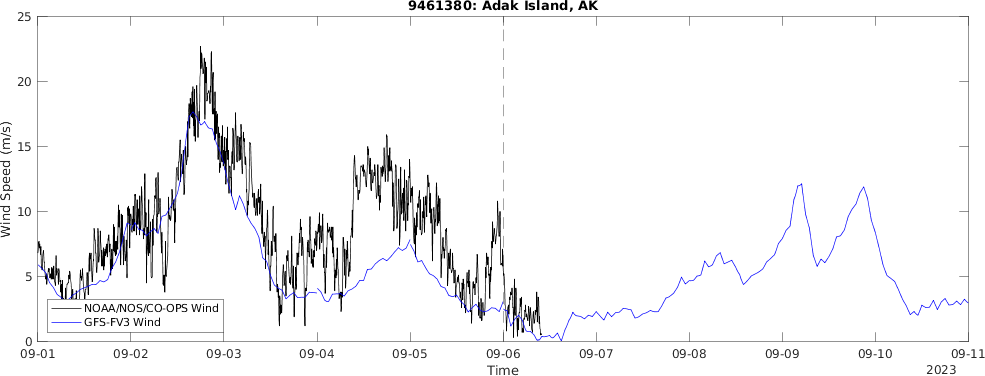 9461380: Adak Island, AK
Wind Speed (m/s)
25
20
15
10
5
0
NOAA/NOS/CO-OPS Wind
GFS-FV3 Wind
09-01 09-02 09-03 09-04 09-05 09-06 09-07 09-08 09-09 09-10 09-11
Time
2023